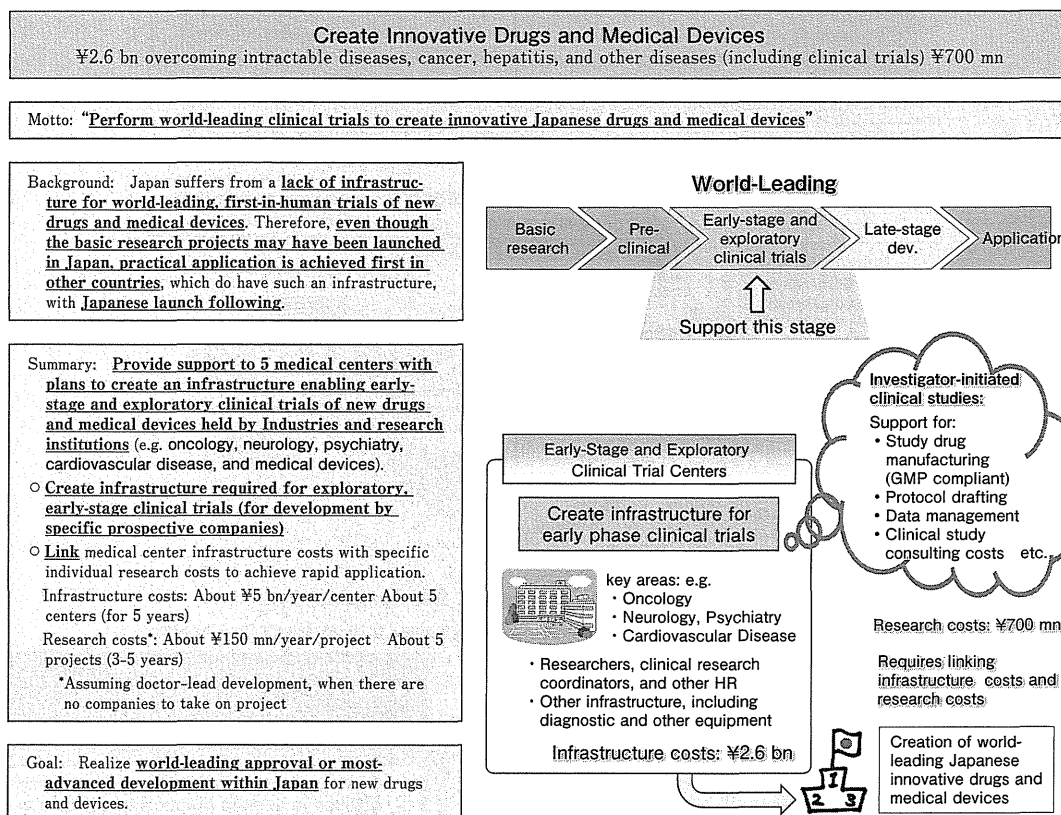 Create Innovative Drugs and Medical Devices
¥2.6 bn overcoming intractable diseases, cancer, hepatitis, and other diseases (including clinical trials) ¥700 mn
Motto: “Perform world-leading clinical trials to create innovative Japanese drugs and medical devices”
Background: Japan suffers from a lack of infrastruc-
ture for world-leading, first-in-human trials of new
drugs and medical devices. Therefore, even though
the basic research projects may have been launched
in Japan, practical application is achieved first in
other countries, which do have such an infrastructure,
with Japanese launch following.
Summary: Provide support to 5 medical centers with
plans to create an infrastructure enabling early-
stage and exploratory clinical trials of new drugs
and medical devices held by Industries and research
institutions (e.g. oncology, neurology, psychiatry,
cardiovascular disease, and medical devices).
○ Create infrastructure required for exploratory,
early-stage clinical trials (for development by
specific prospective companies)
○ Link medical center infrastructure costs with specific
individual research costs to achieve rapid application.
Infrastructure costs: About ¥5 bn/year/center About 5
centers (for 5 years)
Research costs*: About ¥150 mn/year/project About 5
projects (3-5 years)
*Assuming doctor-lead development, when there are
no companies to take on project
Goal: Realize world-leading approval or most-
advanced development within Japan for new drugs
and devices.
World-Leading
Basic
research
Pre-
clinical
Early-stage and
exploratory
clinical trials
Late-stage
dev.
Application
Support this stage
Investigator-initiated
clinical studies:
Support for:
• Study drug
manufacturing
(GMP compliant)
• Protocol drafting
• Data management
• Clinical study
consulting costs etc.
Early-Stage and Exploratory
Clinical Trial Centers
Create infrastructure for
early phase clinical trials
key areas: e.g.
• Oncology
• Neurology, Psychiatry
• Cardiovascular Disease
• Researchers, clinical research
coordinators, and other HR
• Other infrastructure, including
diagnostic and other equipment
Infrastructure costs: ¥2.6 bn
Research costs: ¥700 mn
Requires linking
infrastructure costs and
research costs
1
2 3
Creation of world-
leading Japanese
innovative drugs and
medical devices